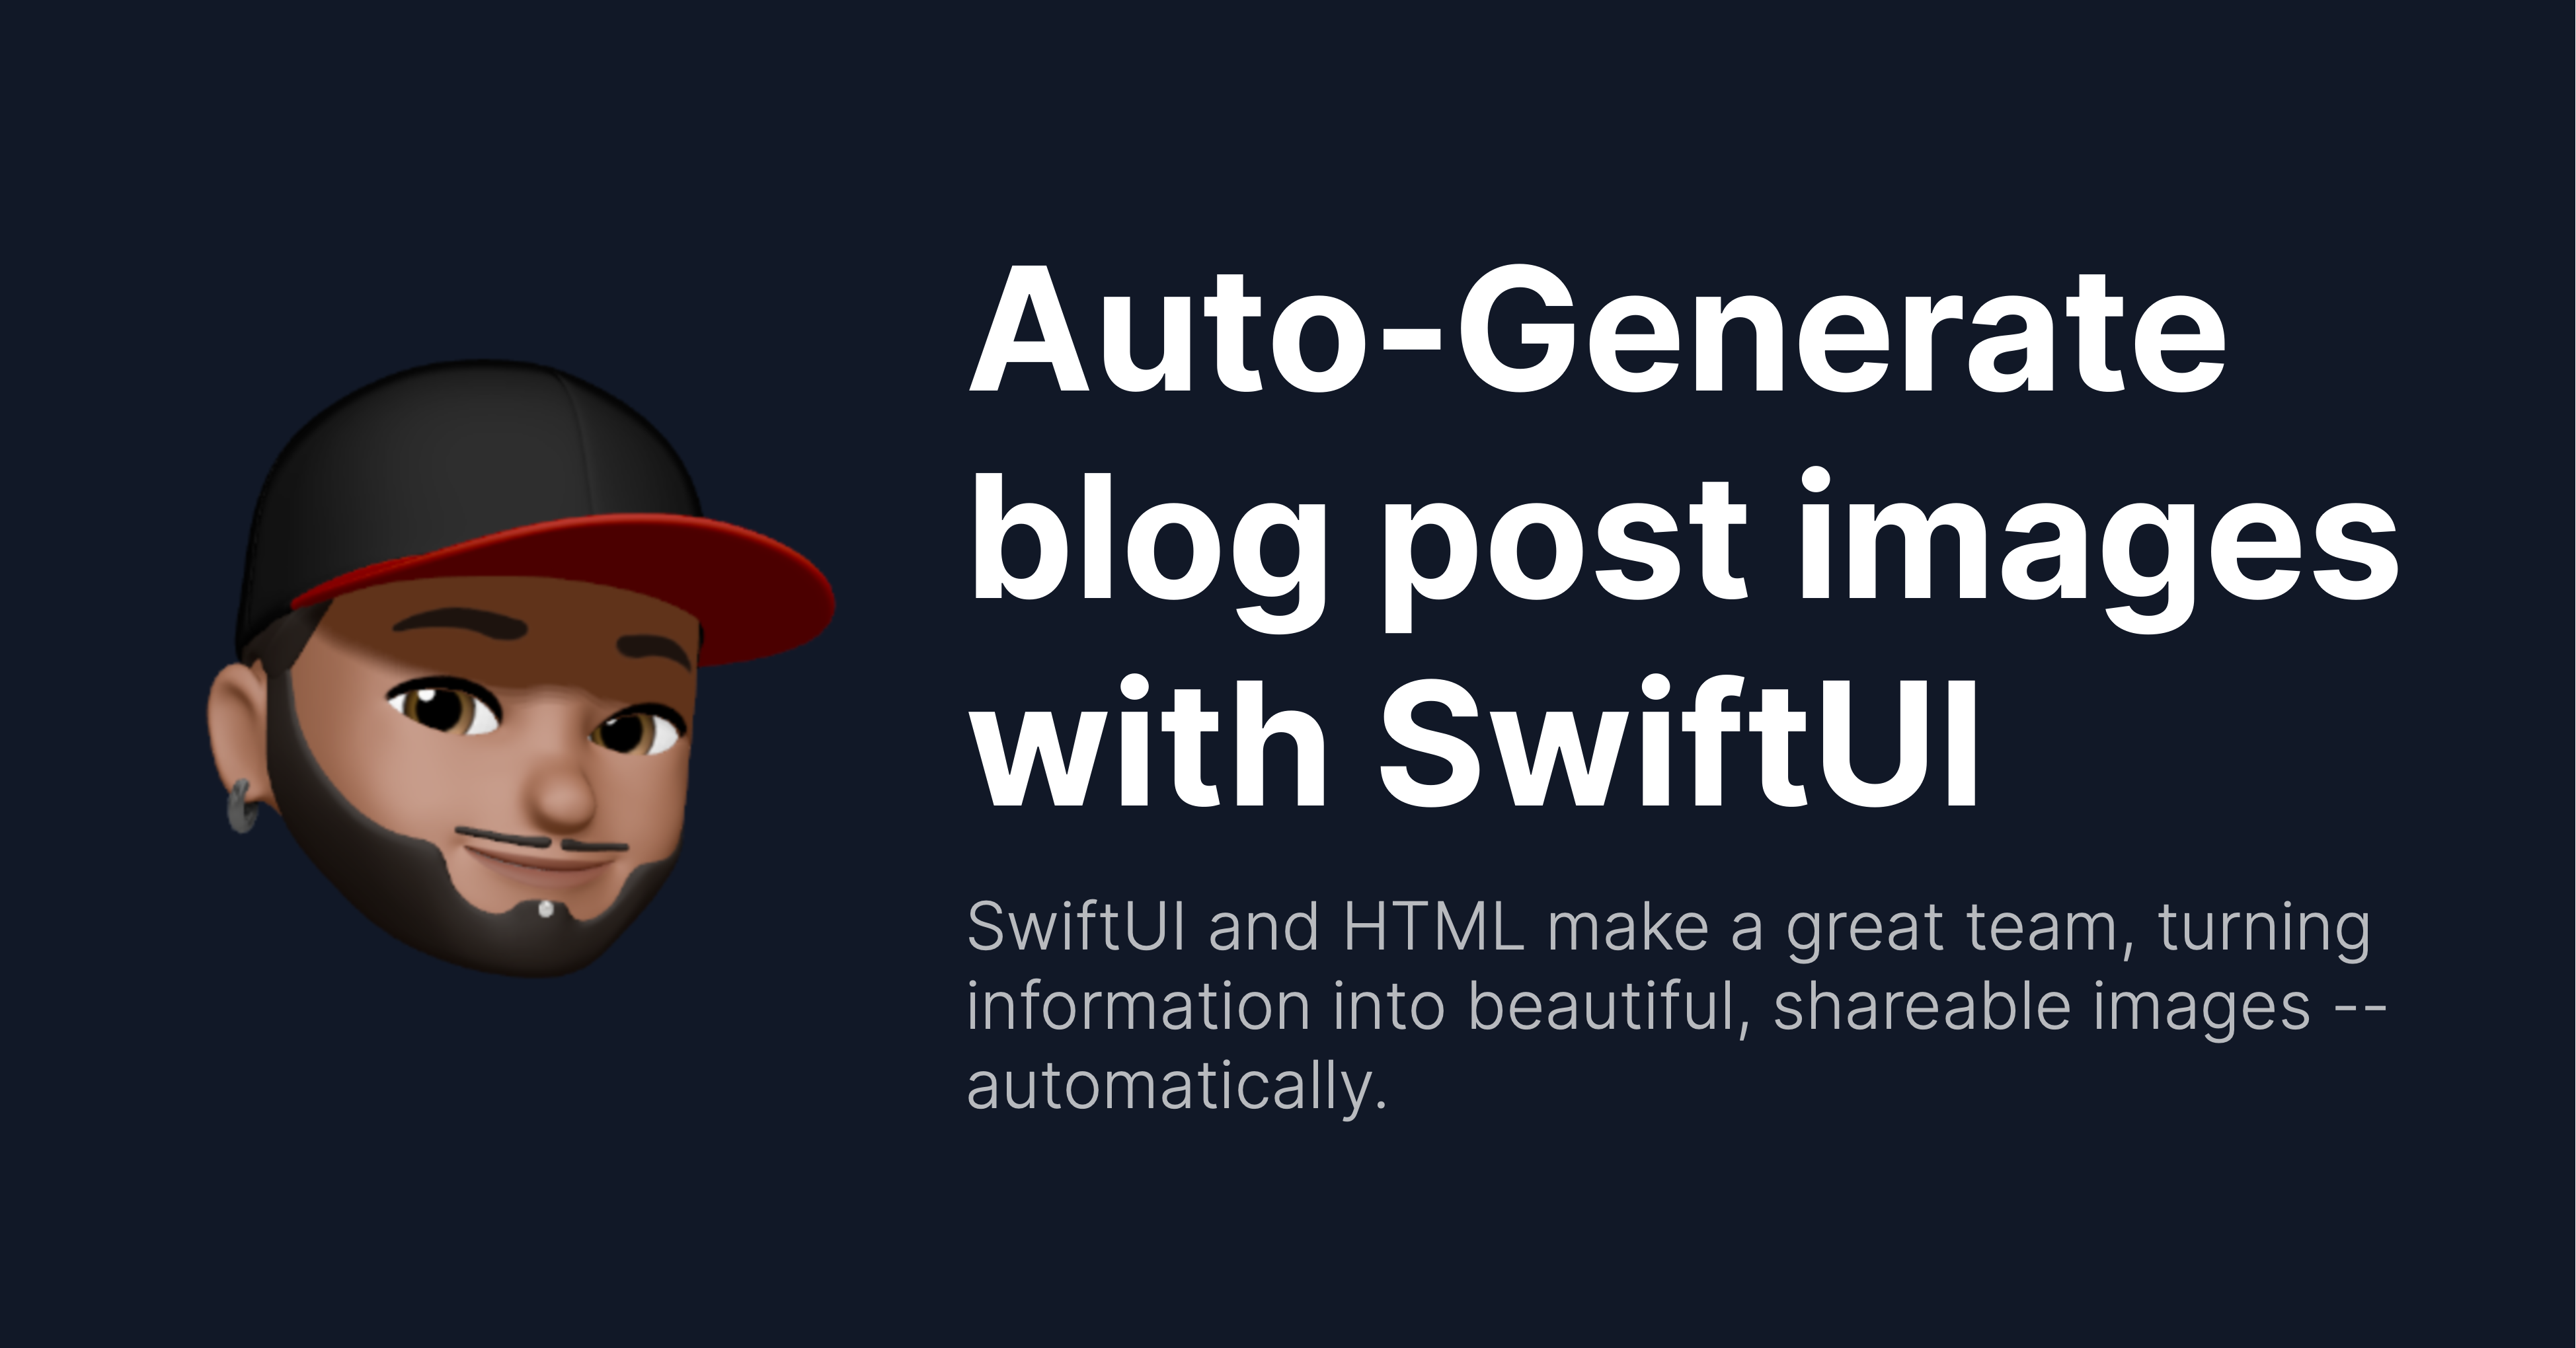 Auto-Generate
blog post images
with SwiftUI
SwiftUI and HTML make a great team, turning
information into beautiful, shareable images --
automatically.